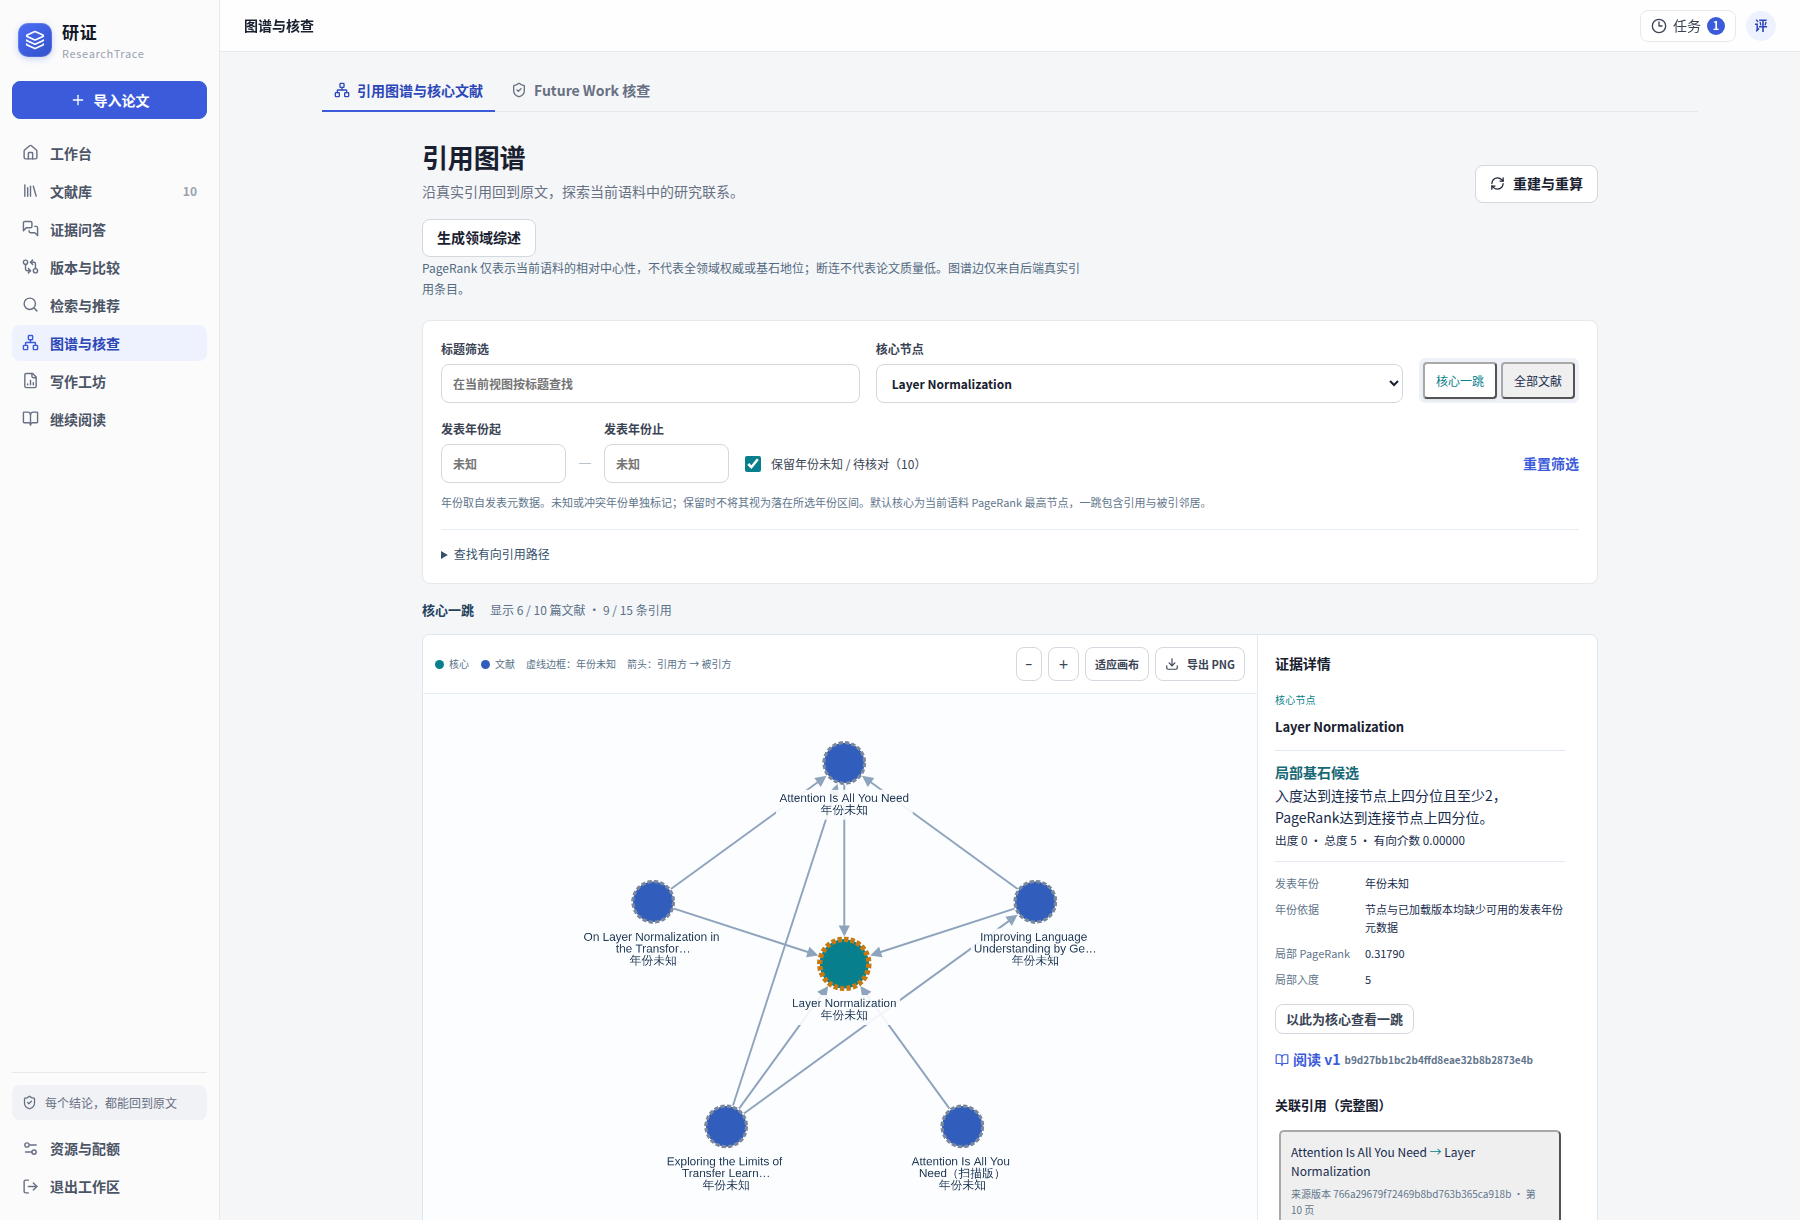 研证
ResearchTrace
导入论文
工作台
文献库 10
证据问答
版本与比较
检索与推荐
图谱与核查
写作工坊
继续阅读
每个结论，都能回到原文
资源与配额
退出工作区
图谱与核查
任务 1
评
引用图谱与核心文献
Future Work 核查
引用图谱
沿真实引用回到原文，探索当前语料中的研究联系。
重建与重算
生成领域综述
PageRank 仅表示当前语料的相对中心性，不代表全领域权威或基石地位；断连不代表论文质量低。图谱边仅来自后端真实引
用条目。
标题筛选
在当前视图按标题查找
核心节点
Layer Normalization
核心一跳
全部文献
发表年份起
未知
—
发表年份止
未知
保留年份未知 / 待核对（10）
重置筛选
年份取自发表元数据。未知或冲突年份单独标记；保留时不将其视为落在所选年份区间。默认核心为当前语料 PageRank 最高节点，一跳包含引用与被引邻居。
查找有向引用路径
核心一跳 显示 6 / 10 篇文献 · 9 / 15 条引用
核心 文献 虚线边框：年份未知 箭头：引用方 → 被引方
−
+
适应画布
导出 PNG
Attention Is All You Need
年份未知
On Layer Normalization in
the Transfor…
年份未知
Improving Language
Understanding by Ge…
年份未知
Layer Normalization
年份未知
Exploring the Limits of
Transfer Learn…
年份未知
Attention Is All You
Need（扫描版）
年份未知
证据详情
核心节点
Layer Normalization
局部基石候选
入度达到连接节点上四分位且至少2，
PageRank达到连接节点上四分位。
出度 0 · 总度 5 · 有向介数 0.00000
发表年份 年份未知
年份依据 节点与已加载版本均缺少可用的发表年份
元数据
局部 PageRank 0.31790
局部入度 5
以此为核心查看一跳
阅读 v1 b9d27bb1bc2b4ffd8eae32b8b2873e4b
关联引用（完整图）
Attention Is All You Need → Layer
Normalization
来源版本 766a29679f72469b8bd763b365ca918b · 第
10 页